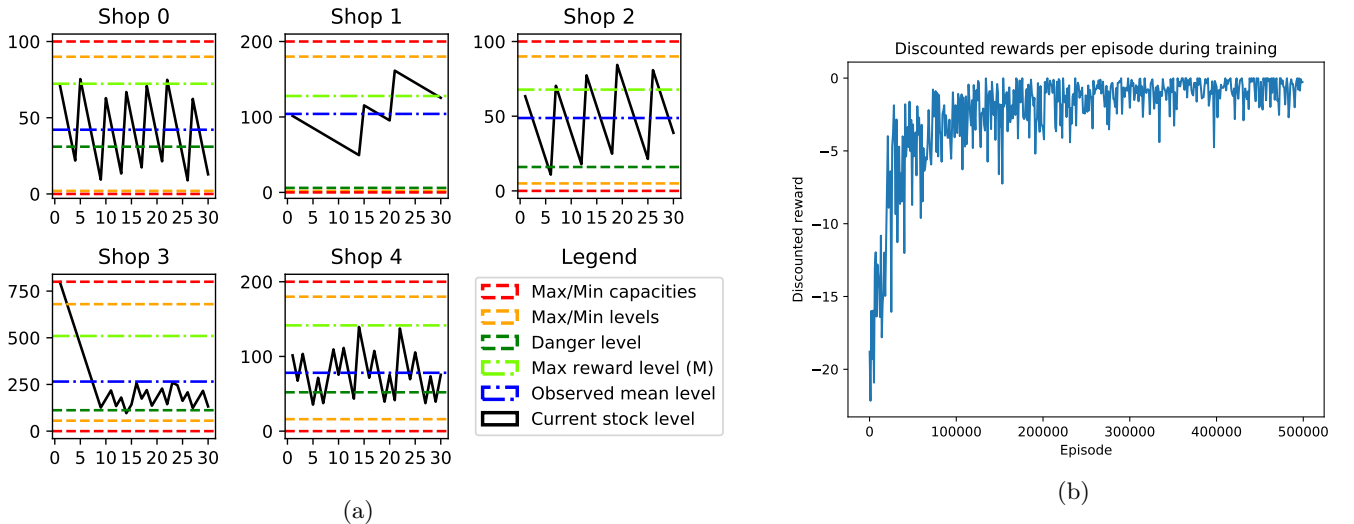 Shop 0
100
50
0
0 5 10 15 20 25 30
Shop 1
200
100
0
0 5 10 15 20 25 30
Shop 2
100
50
0
0 5 10 15 20 25 30
Shop 3
750
500
250
0
0 5 10 15 20 25 30
Shop 4
200
100
0
0 5 10 15 20 25 30
Legend
Max/Min capacities
Max/Min levels
Danger level
Max reward level (M)
Observed mean level
Current stock level
(a)
Discounted rewards per episode during training
Discounted reward
0
−5
−10
−15
−20
0 100000 200000 300000 400000 500000
Episode
(b)